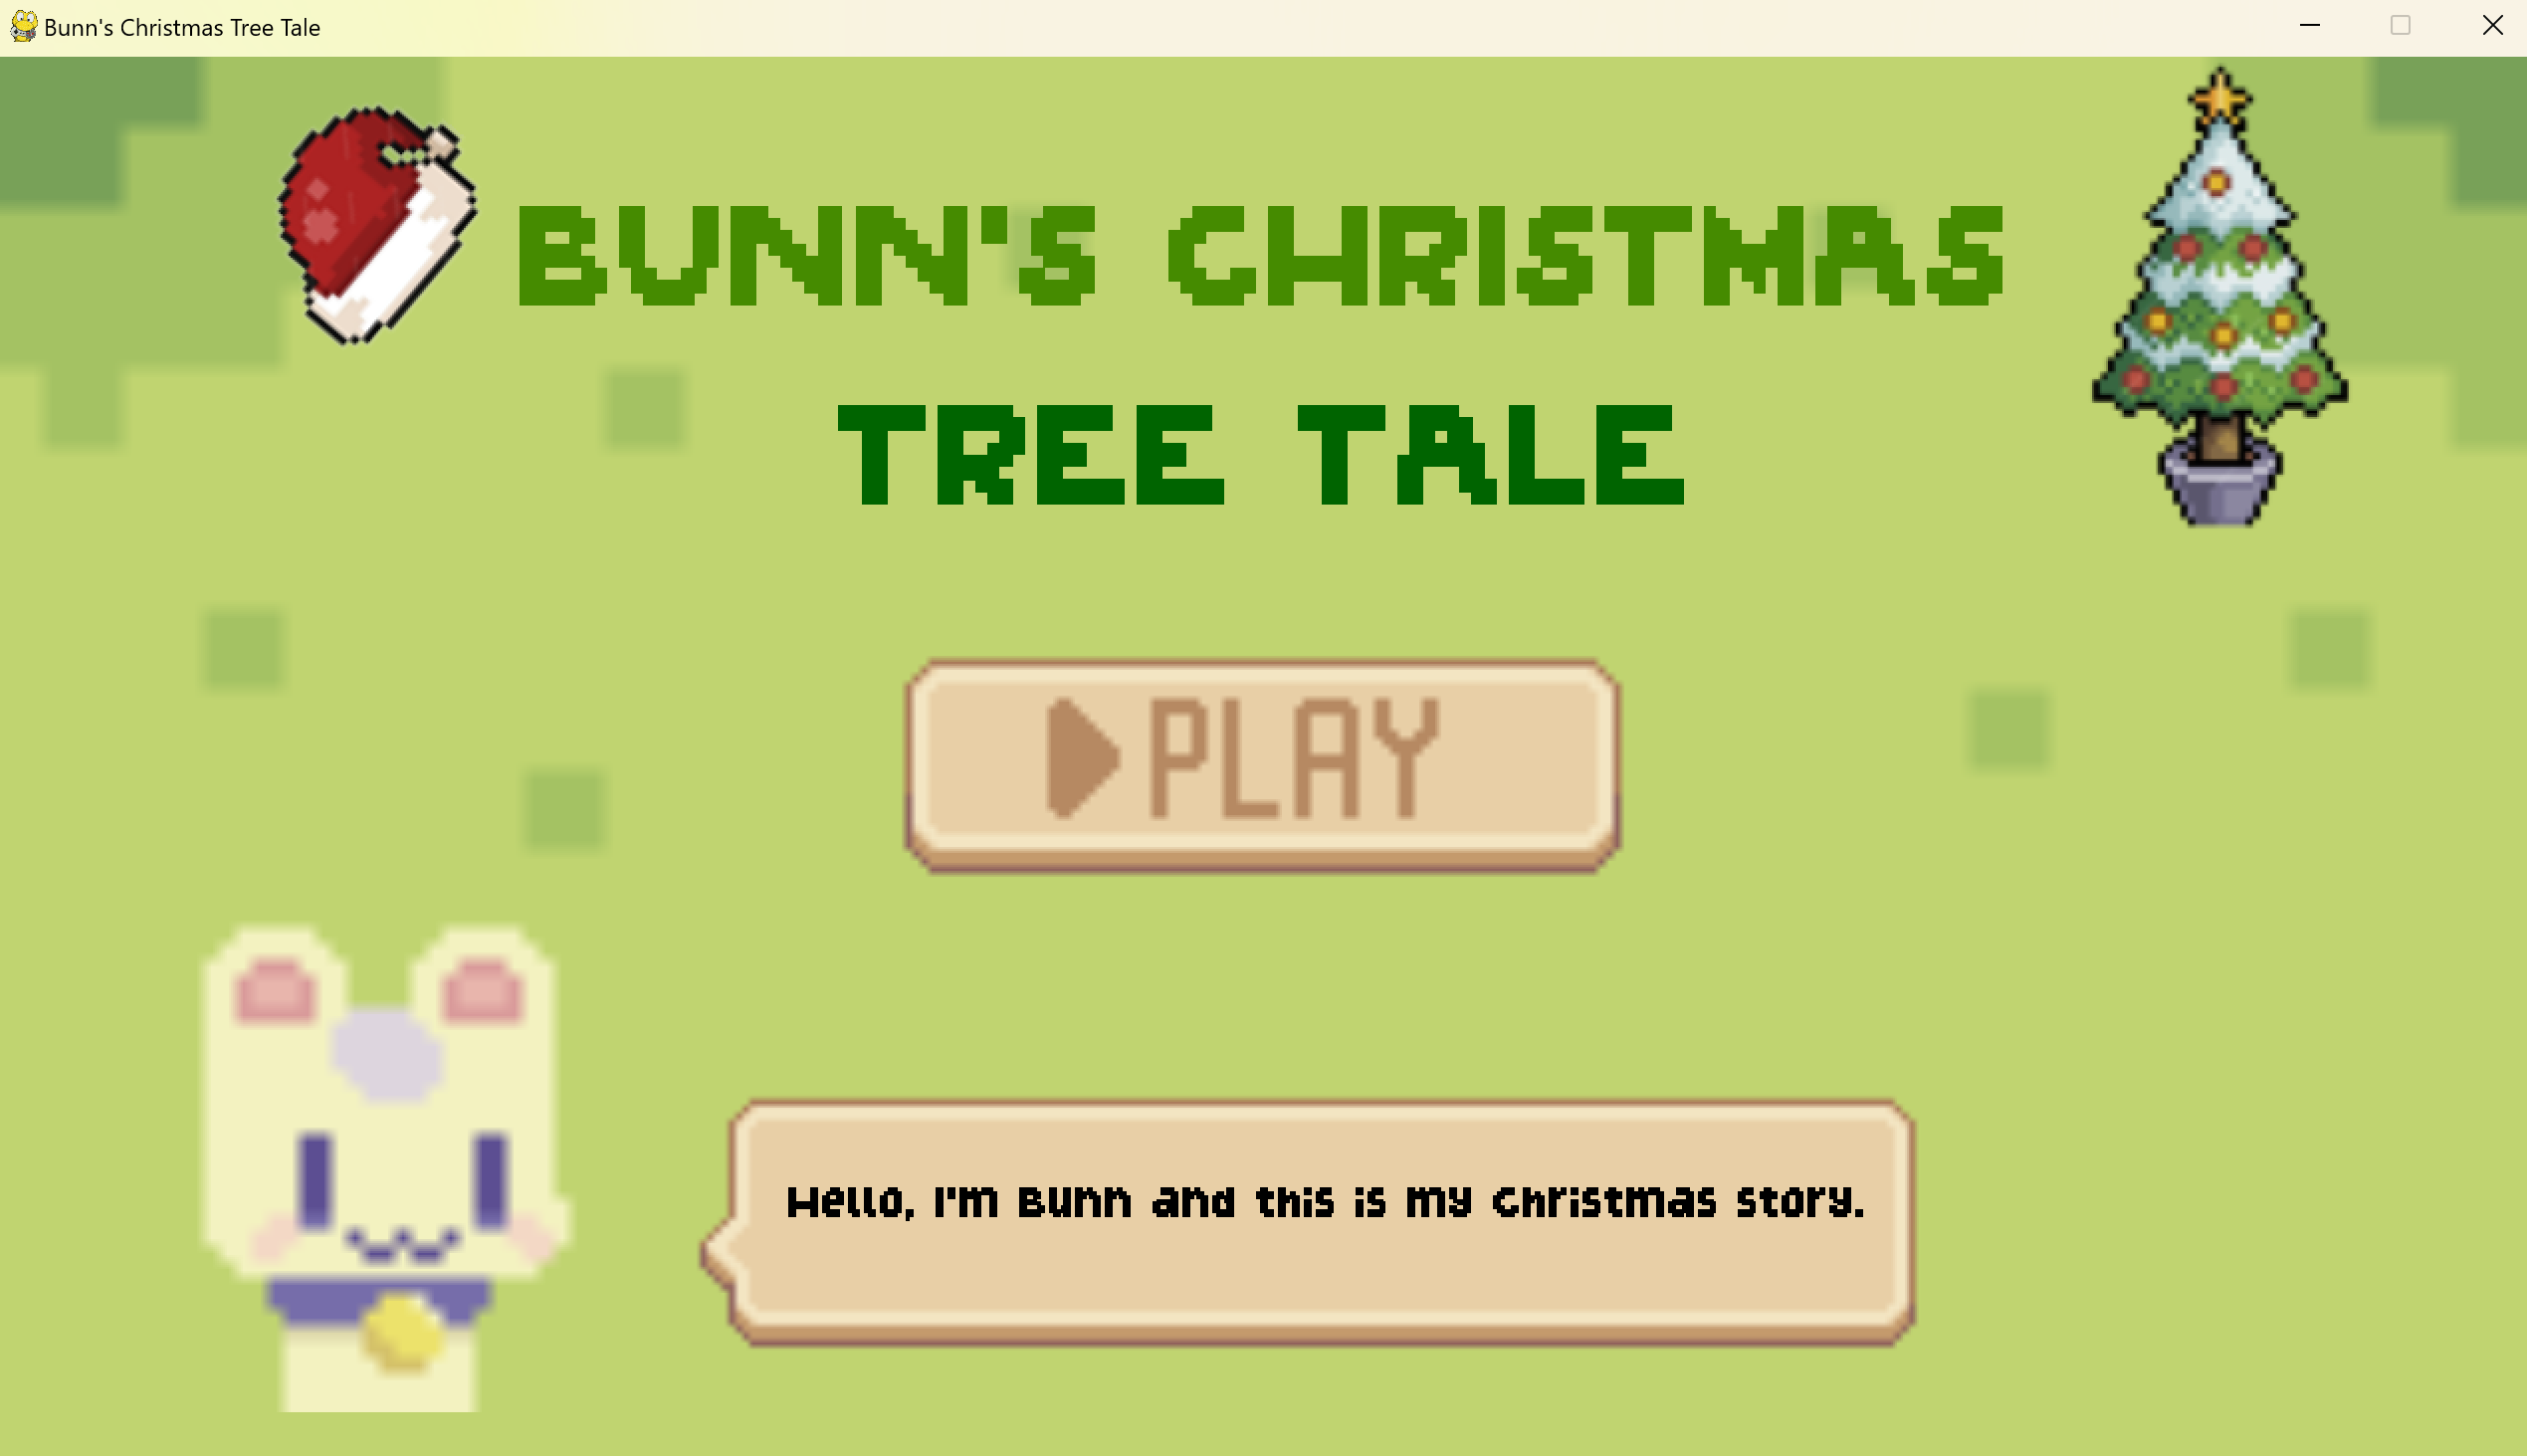 Bunn's Christmas Tree Tale
BUNN'S CHRISTMAS
TREE TALE
PLAY
Hello, I'm Bunn and this is my Christmas story.